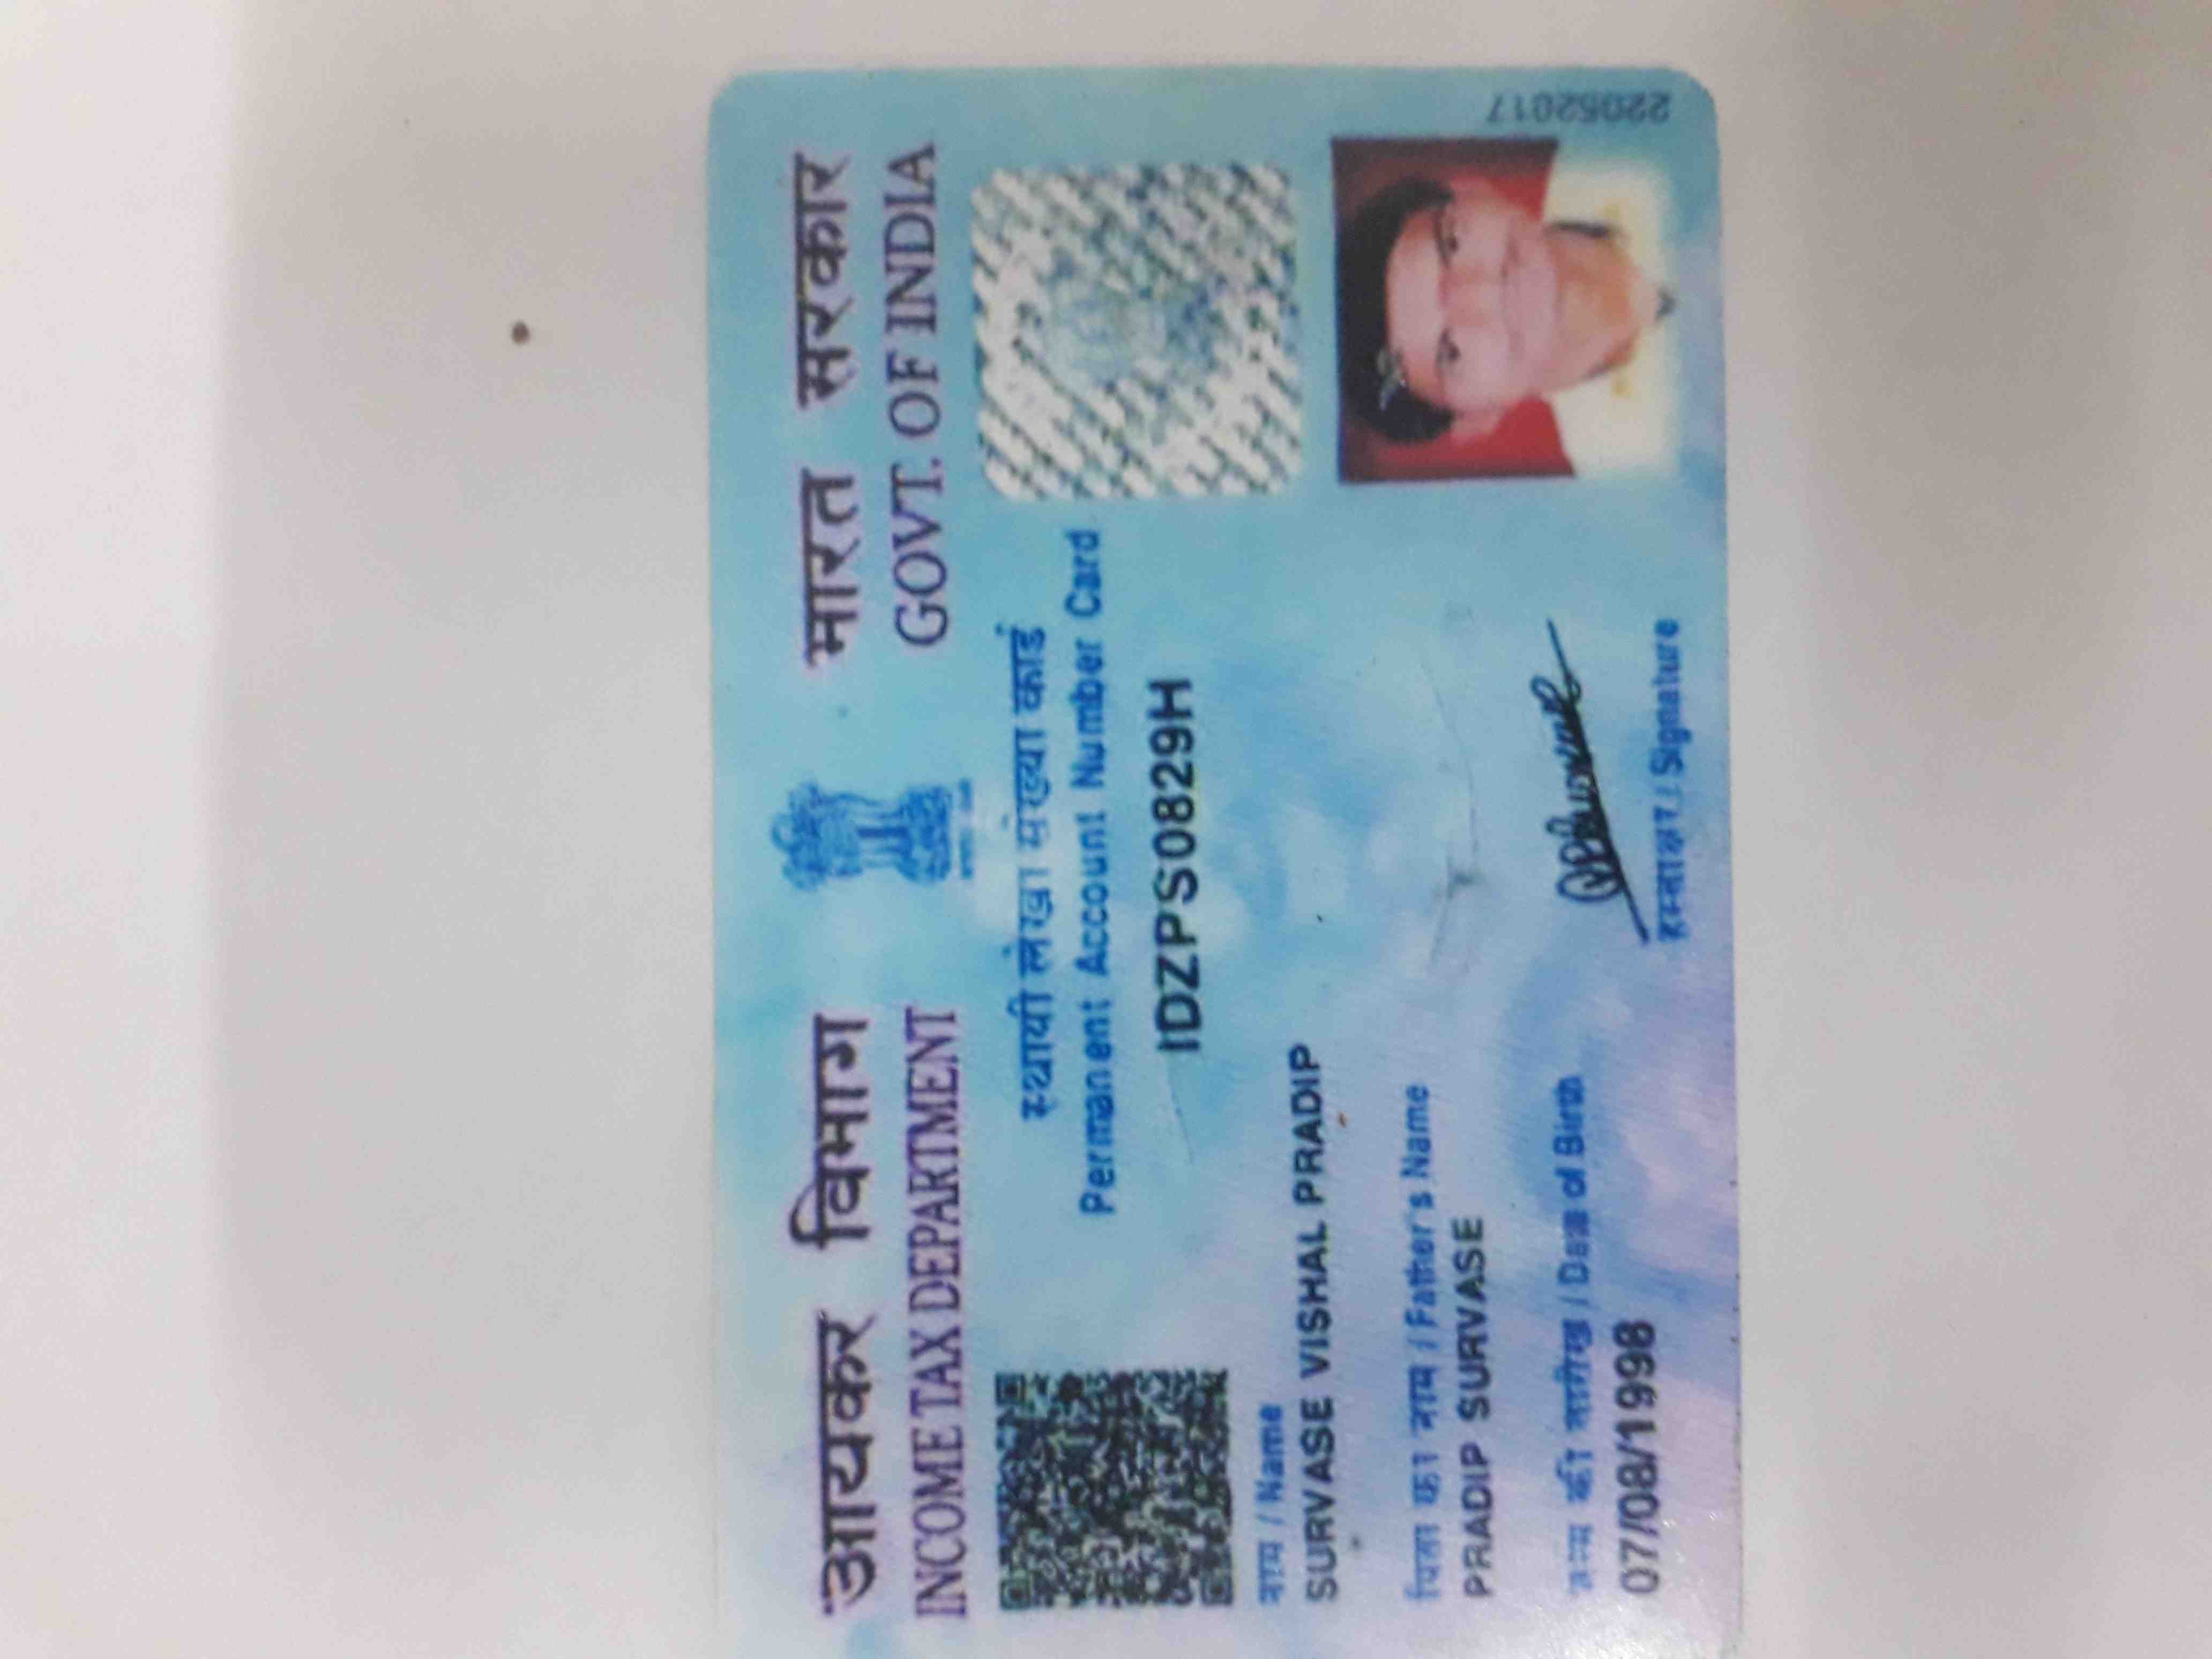 आयकर विभाग
INCOME TAX DEPARTMENT
भारत सरकार
GOVT. OF INDIA
स्थायी लेखा संख्या कार्ड
Permanent Account Number Card
IDZPS0829H
नाम / Name
SURVASE VISHAL PRADIP
पिता का नाम / Father's Name
PRADIP SURVASE
जन्म की तारीख / Date of Birth
07/08/1998
हस्ताक्षर / Signature
22052017